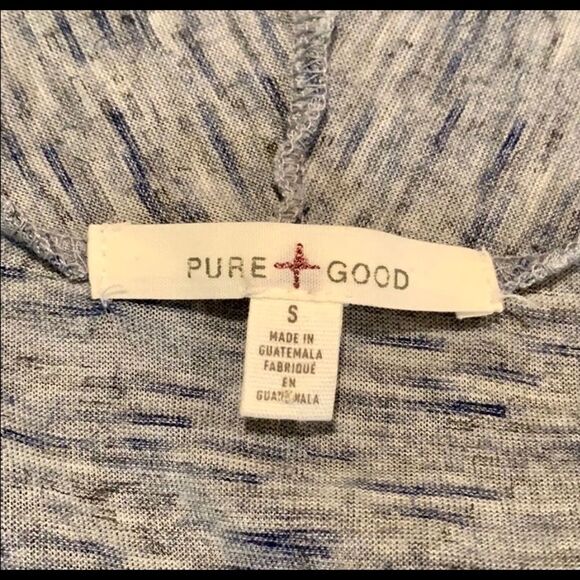 PURE + GOOD
S
MADE IN
GUATEMALA
FABRIQUÉ
EN
GUATEMALA